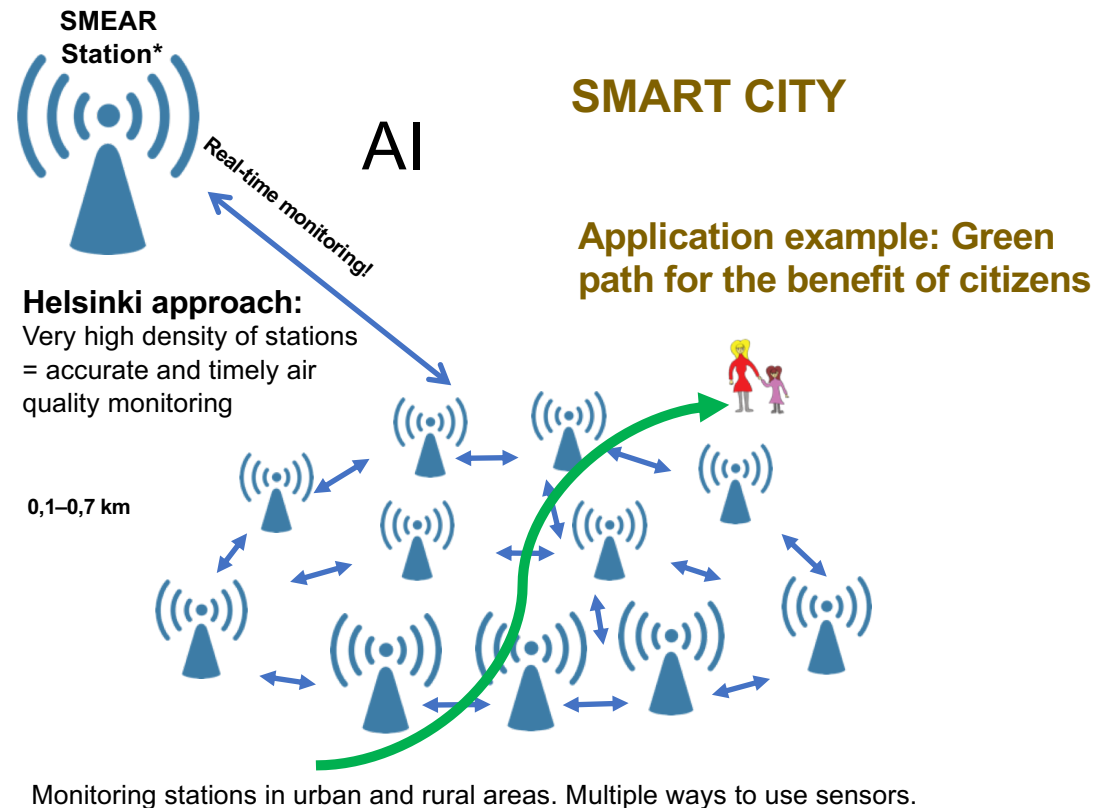 SMEAR
Station*
AI
SMART CITY
Real-time monitoring!
Application example: Green
path for the benefit of citizens
Helsinki approach:
Very high density of stations
= accurate and timely air
quality monitoring
0,1–0,7 km
Monitoring stations in urban and rural areas. Multiple ways to use sensors.